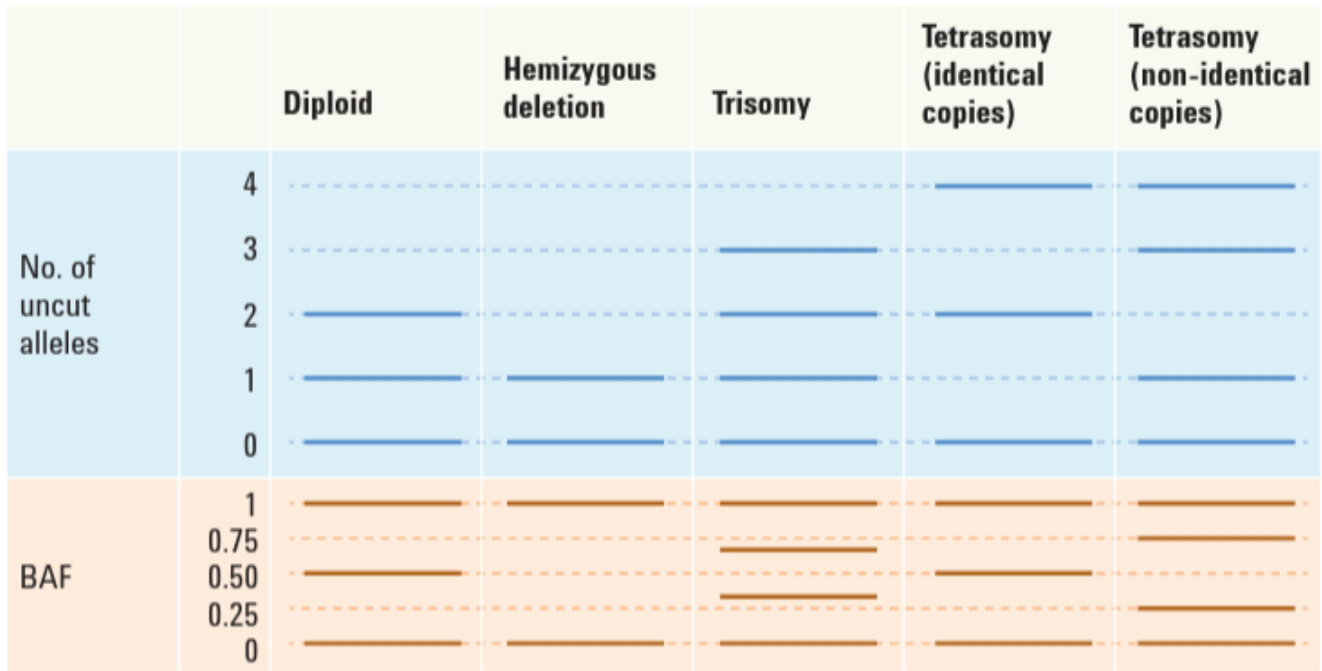 Diploid
Hemizygous
deletion
Trisomy
Tetrasomy
(identical
copies)
Tetrasomy
(non-identical
copies)
No. of
uncut
alleles
4
3
2
1
0
BAF
1
0.75
0.50
0.25
0